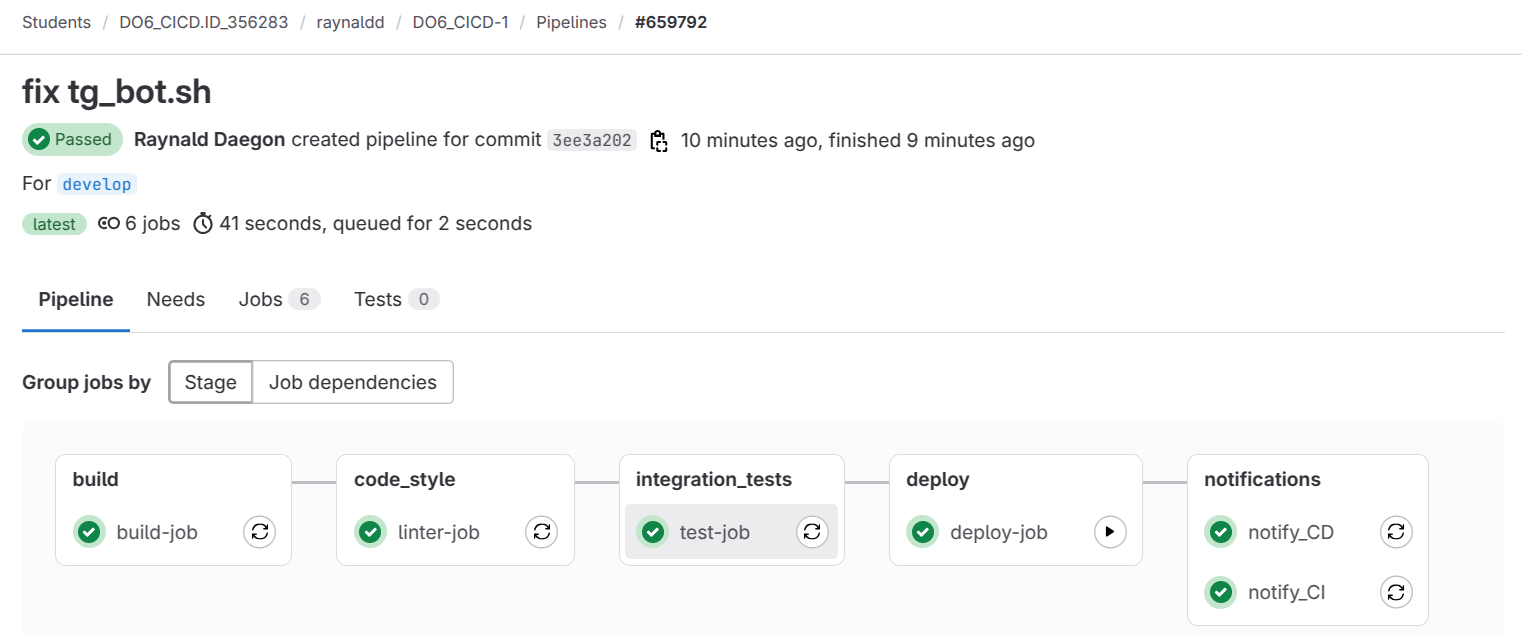 Students / DO6_CICD.ID_356283 / raynaldd / DO6_CICD-1 / Pipelines / #659792
fix tg_bot.sh
Passed Raynald Daegon created pipeline for commit 3ee3a202 10 minutes ago, finished 9 minutes ago
For develop
latest 6 jobs 41 seconds, queued for 2 seconds
Pipeline Needs Jobs 6 Tests 0
Group jobs by Stage Job dependencies
build code_style integration_tests deploy notifications
build-job linter-job test-job deploy-job notify_CD
notify_CI